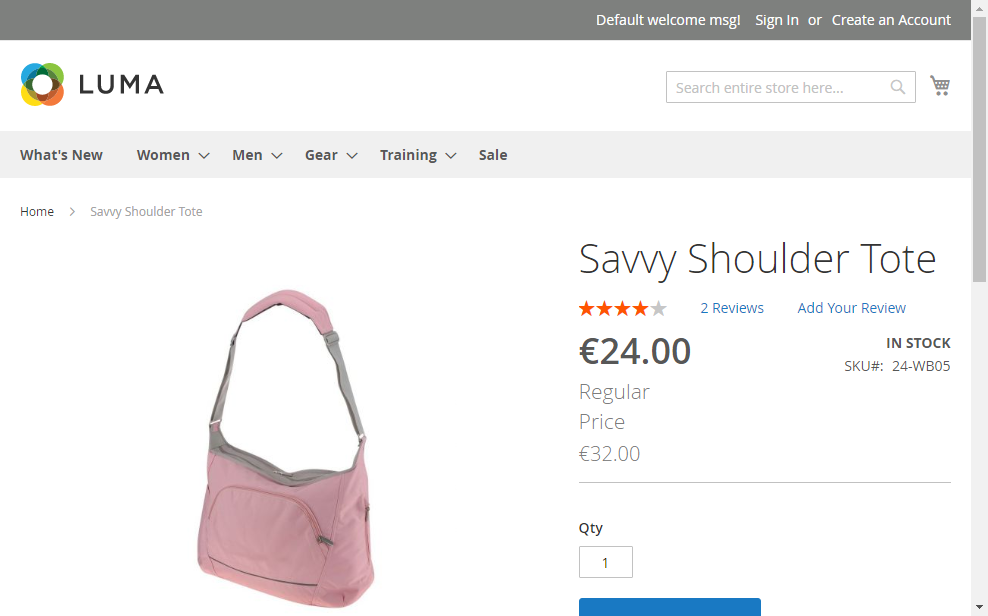 Default welcome msg! Sign In or Create an Account
LUMA
Search entire store here...
What's New Women Men Gear Training Sale
Home Savvy Shoulder Tote
Savvy Shoulder Tote
2 Reviews Add Your Review
€24.00 IN STOCK
SKU#: 24-WB05
Regular
Price
€32.00
Qty
1